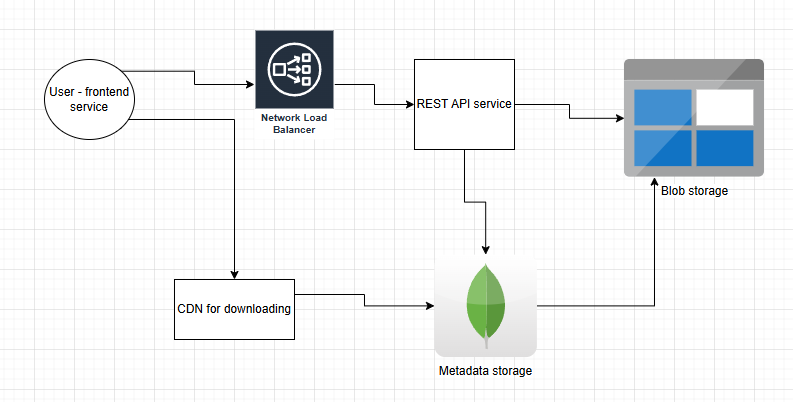 User - frontend
service
Network Load
Balancer
REST API service
Blob storage
CDN for downloading
Metadata storage